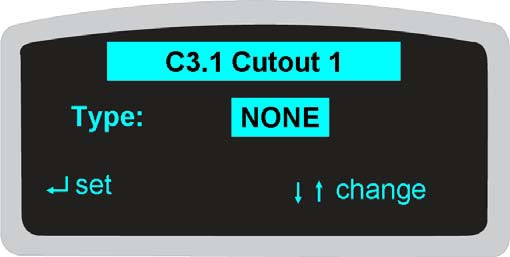 C3.1 Cutout 1
Type: NONE
↵ set ↓ ↑ change